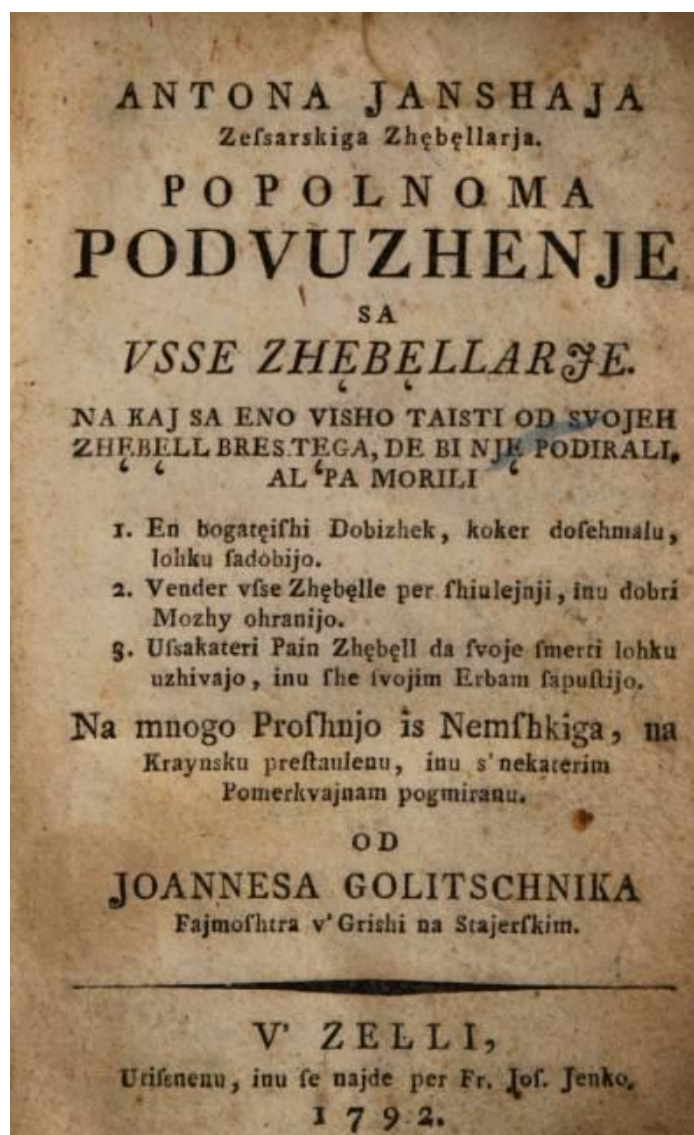 ANTONA JANSHAJA
Zeſsarskiga Zhębęllarja.
POPOLNOMA
PODVUZHENJE
SA
VSSE ZHĘBĘLLARJE.
NA KAJ SA ENO VISHO TAISTI OD SVOJEH
ZHĘBĘLL BRES TEGA, DE BI NJĘ PODIRALI,
AL PA MORILI
1. En bogatęiſhi Dobizhek, koker doſehmalu,
lohku ſadobijo.
2. Vender vſse Zhębęlle per ſhiulejnji, inu dobri
Mozhy ohranijo.
3. Uſsakateri Pain Zhębęll da ſvoje ſmerti lohku
uzhivajo, inu ſhe ſvojim Erbam ſapuſtijo.
Na mnogo Proſhnjo is Nemſhkiga, na
Kraynsku preſtaulenu, inu s' nekaterim
Pomerkvajnam pogmiranu.
OD
JOANNESA GOLITSCHNIKA
Fajmoſhtra v' Grishi na Stajerſkim.
V' ZELLI,
Utiſnenu, inu ſe najde per Fr. Joſ. Jenko.
1792.